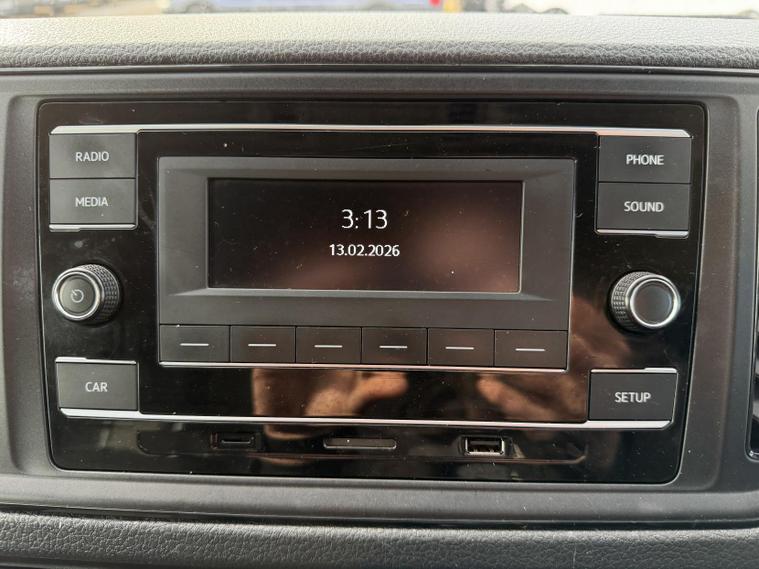 RADIO
PHONE
MEDIA
SOUND
3:13
13.02.2026
CAR
SETUP